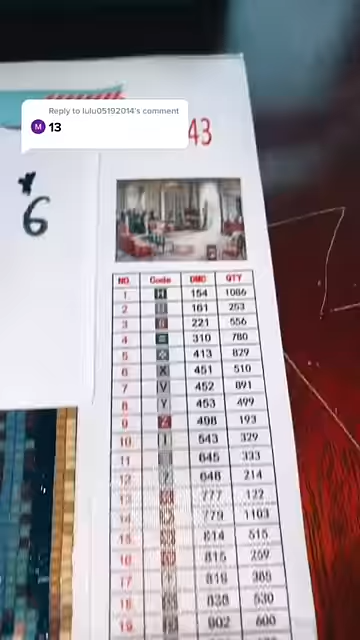 Reply to lulu05192014's comment
M 13
43
*6
NO. Code DMC QTY
1 H 154 1086
2 161 253
3 221 556
4 310 780
5 413 829
6 X 451 510
7 V 452 891
8 Y 453 499
9 Z 498 193
10 I 543 329
11 645 333
12 7 648 214
13 777 122
14 779 1103
15 814 515
16 815 259
17 819 385
18 838 530
19 902 600